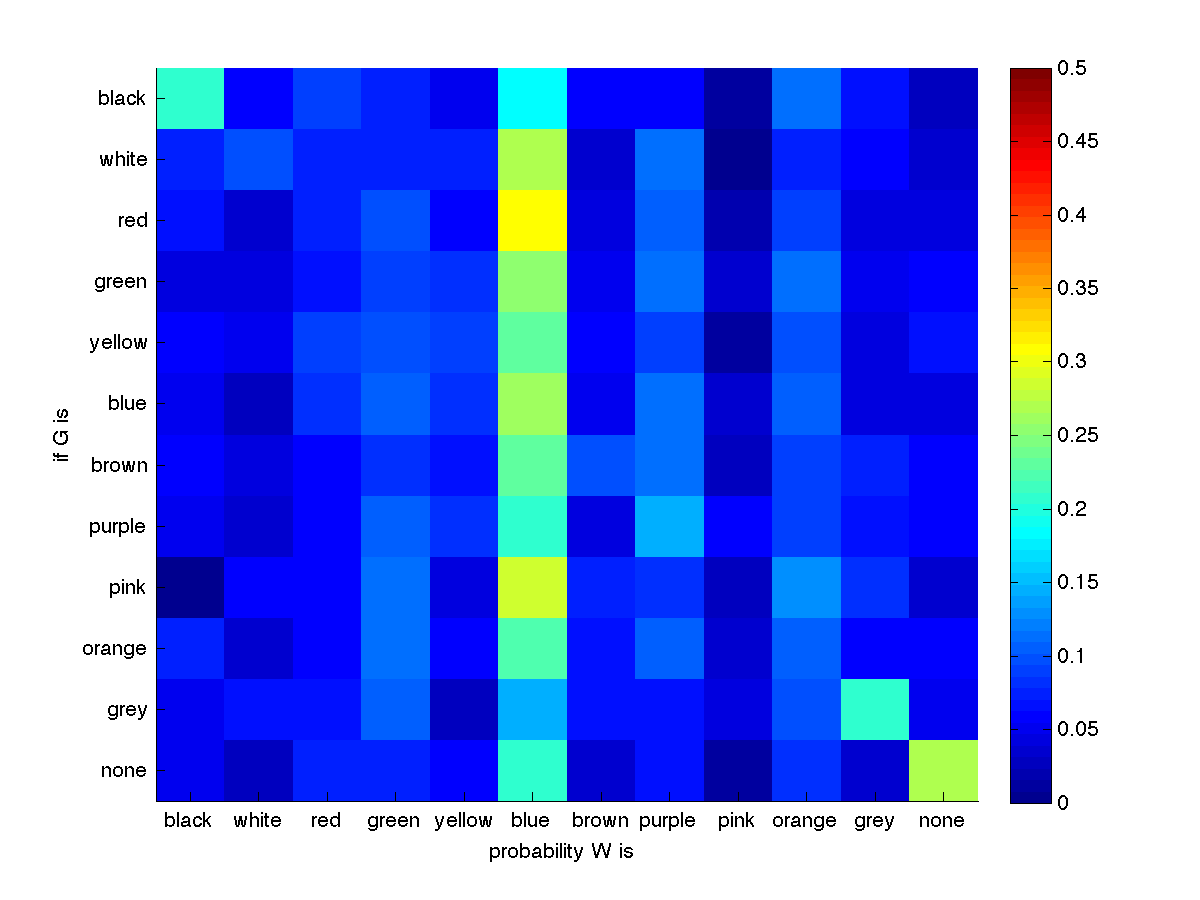 black
white
red
green
yellow
blue
brown
purple
pink
orange
grey
none
if G is
black white red green yellow blue brown purple pink orange grey none
probability W is
0.5
0.45
0.4
0.35
0.3
0.25
0.2
0.15
0.1
0.05
0